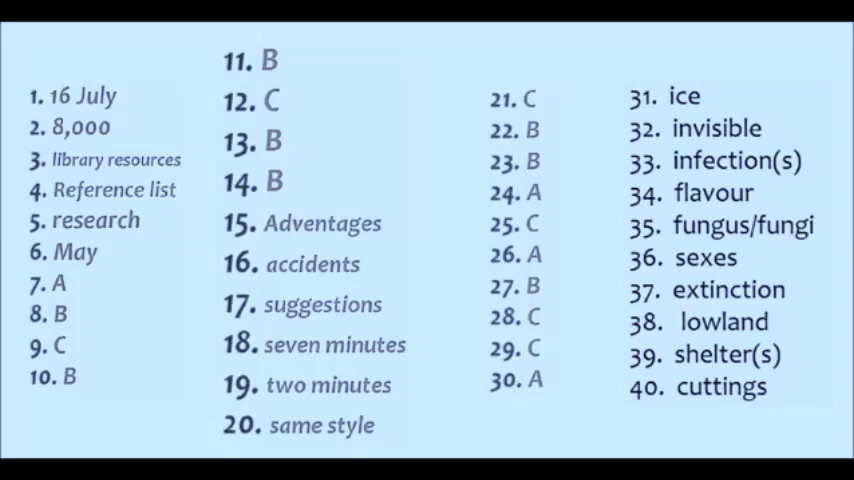 1. 16 July
2. 8,000
3. library resources
4. Reference list
5. research
6. May
7. A
8. B
9. C
10. B
11. B
12. C
13. B
14. B
15. Adventages
16. accidents
17. suggestions
18. seven minutes
19. two minutes
20. same style
21. C
22. B
23. B
24. A
25. C
26. A
27. B
28. C
29. C
30. A
31. ice
32. invisible
33. infection(s)
34. flavour
35. fungus/fungi
36. sexes
37. extinction
38. lowland
39. shelter(s)
40. cuttings